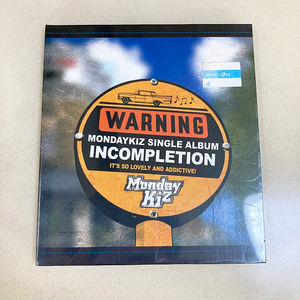 WARNING
MONDAYKIZ SINGLE ALBUM
INCOMPLETION
IT'S SO LOVELY AND ADDICTIVE!
Monday
Kiz